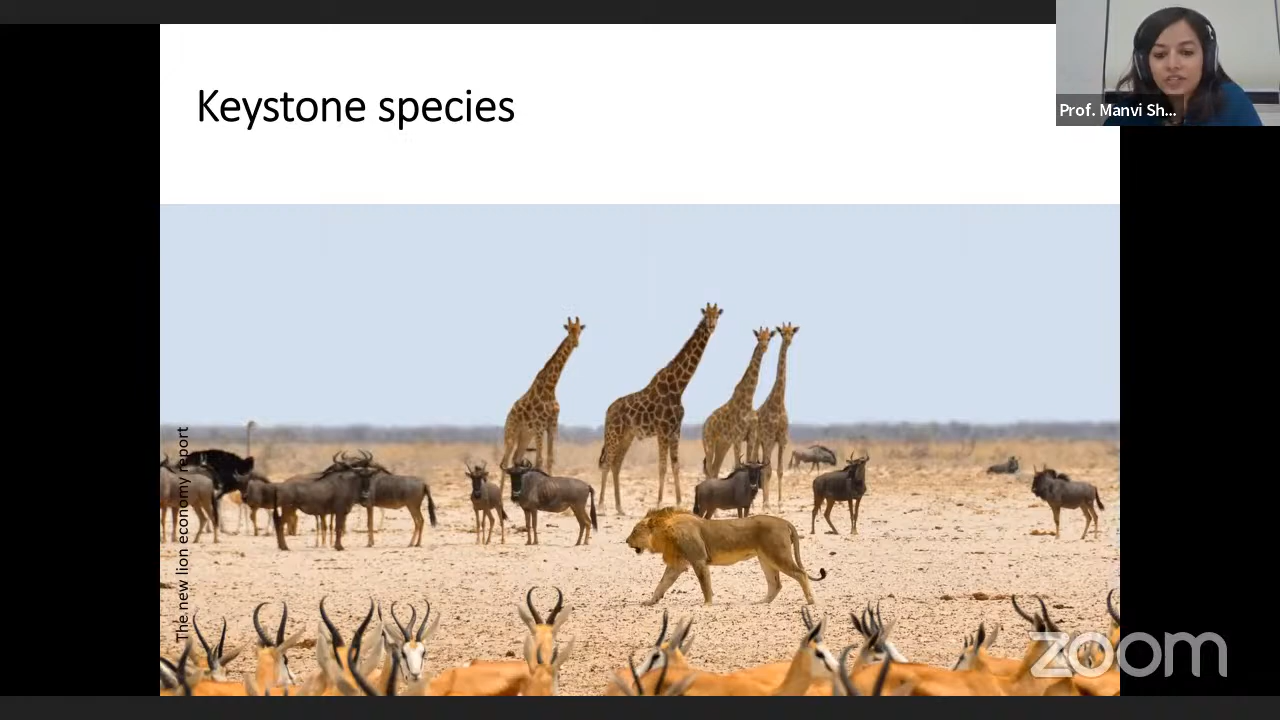 Keystone species
Prof. Manvi Sh...
The new lion economy report
zoom